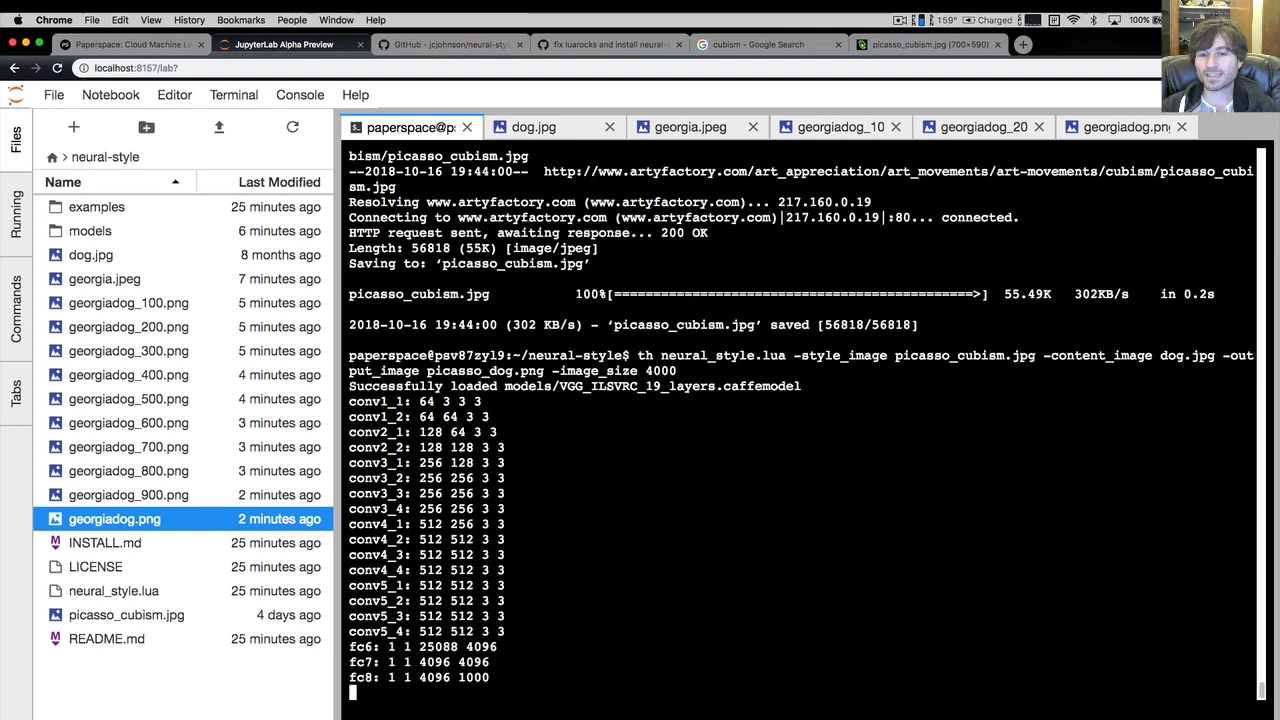 Chrome File Edit View History Bookmarks People Window Help 159° Charged 100%
Paperspace: Cloud Machine Le JupyterLab Alpha Preview GitHub - jcjohnson/neural-style fix luarocks and install neural-s cubism - Google Search picasso_cubism.jpg (700×590)
localhost:8157/lab?
File Notebook Editor Terminal Console Help
Files
Running
Commands
Tabs
neural-style
Name Last Modified
examples 25 minutes ago
models 6 minutes ago
dog.jpg 8 months ago
georgia.jpeg 7 minutes ago
georgiadog_100.png 5 minutes ago
georgiadog_200.png 5 minutes ago
georgiadog_300.png 5 minutes ago
georgiadog_400.png 4 minutes ago
georgiadog_500.png 4 minutes ago
georgiadog_600.png 3 minutes ago
georgiadog_700.png 3 minutes ago
georgiadog_800.png 3 minutes ago
georgiadog_900.png 2 minutes ago
georgiadog.png 2 minutes ago
INSTALL.md 25 minutes ago
LICENSE 25 minutes ago
neural_style.lua 25 minutes ago
picasso_cubism.jpg 4 days ago
README.md 25 minutes ago
paperspace@ps dog.jpg georgia.jpeg georgiadog_10 georgiadog_20 georgiadog.png
bism/picasso_cubism.jpg
--2018-10-16 19:44:00-- http://www.artyfactory.com/art_appreciation/art_movements/art-movements/cubism/picasso_cubi
sm.jpg
Resolving www.artyfactory.com (www.artyfactory.com)... 217.160.0.19
Connecting to www.artyfactory.com (www.artyfactory.com)|217.160.0.19|:80... connected.
HTTP request sent, awaiting response... 200 OK
Length: 56818 (55K) [image/jpeg]
Saving to: ‘picasso_cubism.jpg’
picasso_cubism.jpg 100%[===========================================>] 55.49K 302KB/s in 0.2s
2018-10-16 19:44:00 (302 KB/s) - ‘picasso_cubism.jpg’ saved [56818/56818]
paperspace@psv87zyl9:~/neural-style$ th neural_style.lua -style_image picasso_cubism.jpg -content_image dog.jpg -out
put_image picasso_dog.png -image_size 4000
Successfully loaded models/VGG_ILSVRC_19_layers.caffemodel
conv1_1: 64 3 3 3
conv1_2: 64 64 3 3
conv2_1: 128 64 3 3
conv2_2: 128 128 3 3
conv3_1: 256 128 3 3
conv3_2: 256 256 3 3
conv3_3: 256 256 3 3
conv3_4: 256 256 3 3
conv4_1: 512 256 3 3
conv4_2: 512 512 3 3
conv4_3: 512 512 3 3
conv4_4: 512 512 3 3
conv5_1: 512 512 3 3
conv5_2: 512 512 3 3
conv5_3: 512 512 3 3
conv5_4: 512 512 3 3
fc6: 1 1 25088 4096
fc7: 1 1 4096 4096
fc8: 1 1 4096 1000